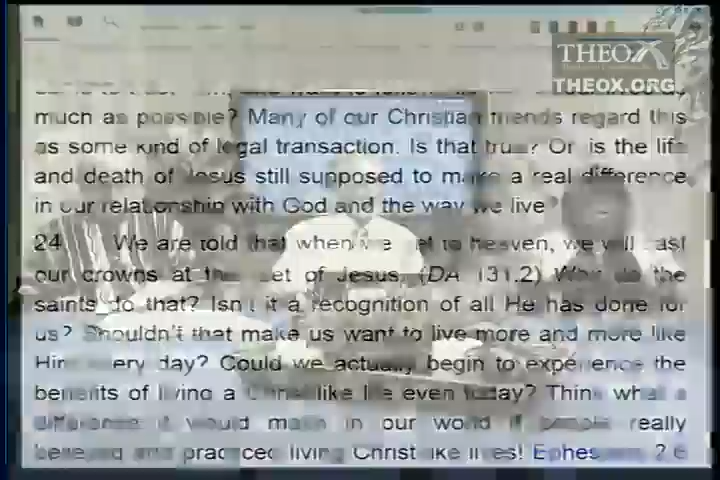 THEOX
THEOX.ORG
much as possible? Many of our Christian friends regard this
as some kind of legal transaction. Is that true? Or is the life
and death of Jesus still supposed to make a real difference
in our relationship with God and the way we live?
24. We are told that when we get to heaven, we will cast
our crowns at the feet of Jesus. (DA 131.2) Why do the
saints do that? Isn't it a recognition of all He has done for
us? Shouldn't that make us want to live more and more like
Him every day? Could we actually begin to experience the
benefits of living a Christ like life even today? Think what a
difference it would make in our world if people really
believed and practiced living Christ like lives! Ephesians 2:6